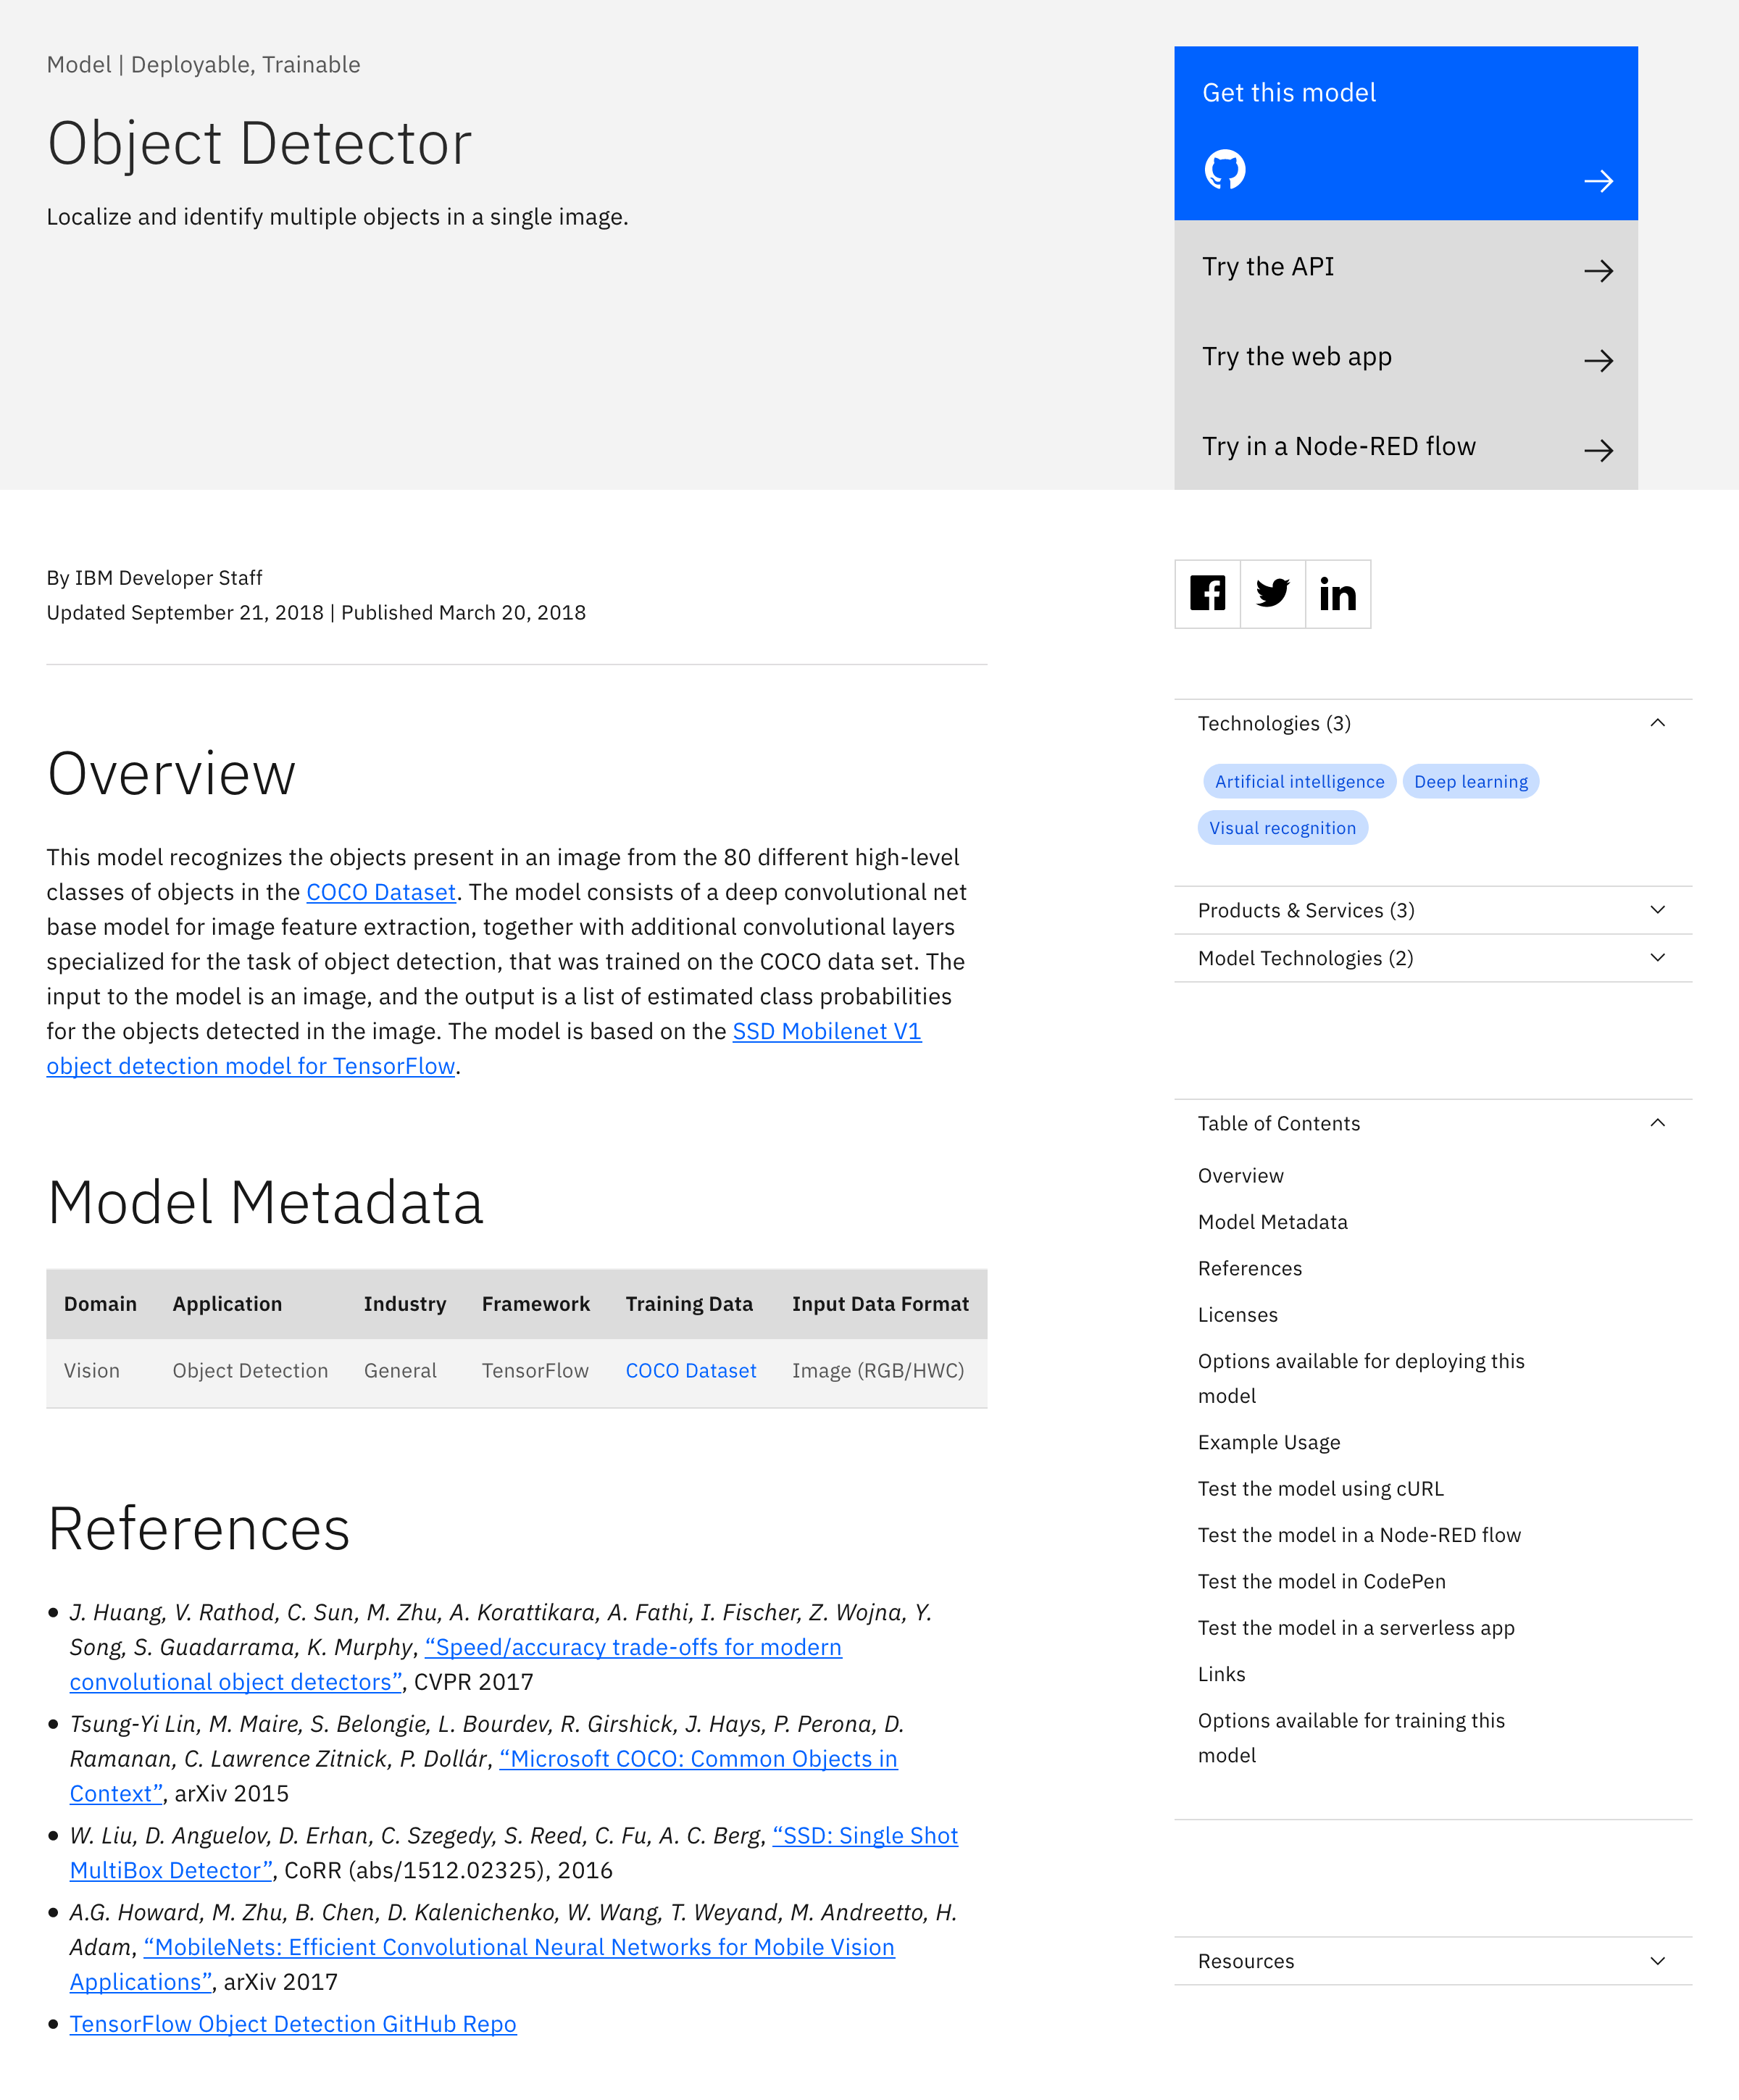 Model | Deployable, Trainable
Object Detector
Localize and identify multiple objects in a single image.
Get this model
Try the API
Try the web app
Try in a Node-RED flow
By IBM Developer Staff
Updated September 21, 2018 | Published March 20, 2018
Overview
This model recognizes the objects present in an image from the 80 different high-level
classes of objects in the COCO Dataset. The model consists of a deep convolutional net
base model for image feature extraction, together with additional convolutional layers
specialized for the task of object detection, that was trained on the COCO data set. The
input to the model is an image, and the output is a list of estimated class probabilities
for the objects detected in the image. The model is based on the SSD Mobilenet V1
object detection model for TensorFlow.
Model Metadata
Domain Application Industry Framework Training Data Input Data Format
Vision Object Detection General TensorFlow COCO Dataset Image (RGB/HWC)
References
• J. Huang, V. Rathod, C. Sun, M. Zhu, A. Korattikara, A. Fathi, I. Fischer, Z. Wojna, Y.
Song, S. Guadarrama, K. Murphy, “Speed/accuracy trade-offs for modern
convolutional object detectors”, CVPR 2017
• Tsung-Yi Lin, M. Maire, S. Belongie, L. Bourdev, R. Girshick, J. Hays, P. Perona, D.
Ramanan, C. Lawrence Zitnick, P. Dollár, “Microsoft COCO: Common Objects in
Context”, arXiv 2015
• W. Liu, D. Anguelov, D. Erhan, C. Szegedy, S. Reed, C. Fu, A. C. Berg, “SSD: Single Shot
MultiBox Detector”, CoRR (abs/1512.02325), 2016
• A.G. Howard, M. Zhu, B. Chen, D. Kalenichenko, W. Wang, T. Weyand, M. Andreetto, H.
Adam, “MobileNets: Efficient Convolutional Neural Networks for Mobile Vision
Applications”, arXiv 2017
• TensorFlow Object Detection GitHub Repo
Technologies (3)
Artificial intelligence Deep learning
Visual recognition
Products & Services (3)
Model Technologies (2)
Table of Contents
Overview
Model Metadata
References
Licenses
Options available for deploying this
model
Example Usage
Test the model using cURL
Test the model in a Node-RED flow
Test the model in CodePen
Test the model in a serverless app
Links
Options available for training this
model
Resources